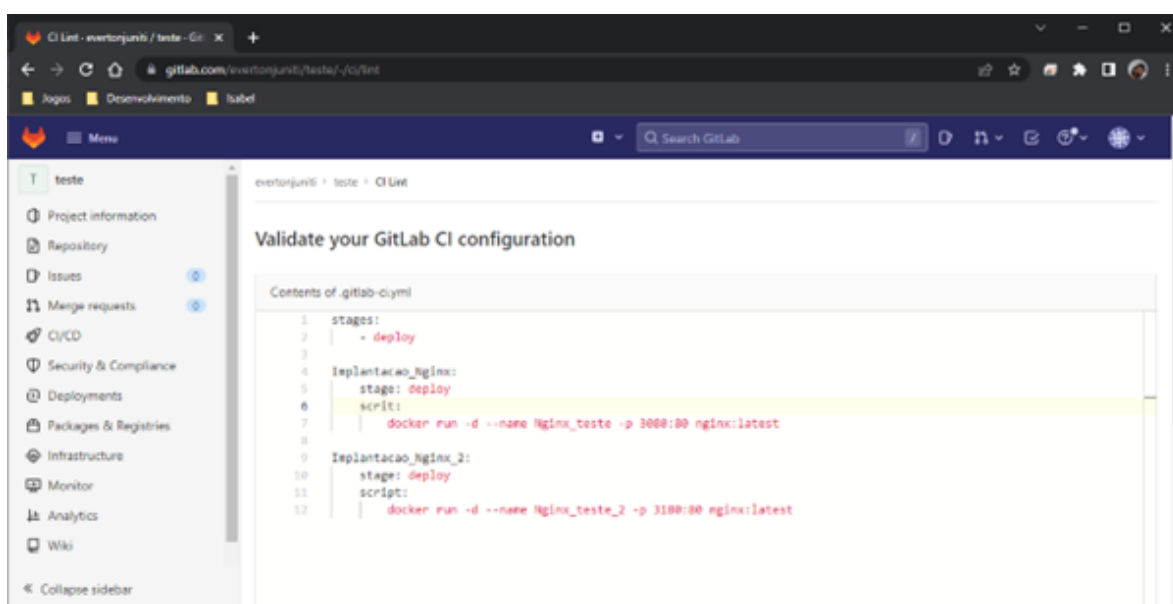 CI Lint · evertonjuniti / teste · Git
gitlab.com/evertonjuniti/teste/-/ci/lint
Jogos Desenvolvimento Isabel
Menu
Search GitLab
/
T teste
Project information
Repository
Issues 0
Merge requests 0
CI/CD
Security & Compliance
Deployments
Packages & Registries
Infrastructure
Monitor
Analytics
Wiki
Collapse sidebar
evertonjuniti > teste > CI Lint
Validate your GitLab CI configuration
Contents of .gitlab-ci.yml
1 stages:
2 - deploy
3
4 Implantacao_Nginx:
5 stage: deploy
6 scrit:
7 docker run -d --name Nginx_teste -p 3080:80 nginx:latest
8
9 Implantacao_Nginx_2:
10 stage: deploy
11 script:
12 docker run -d --name Nginx_teste_2 -p 3180:80 nginx:latest